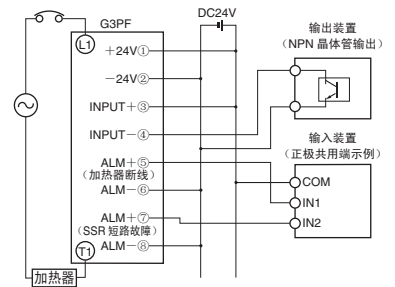 G3PF
DC24V
L1
+24V①
−24V②
INPUT+③
INPUT−④
ALM+⑤
（加热器断线）
ALM−⑥
ALM+⑦
（SSR 短路故障）
ALM−⑧
T1
加热器
输出装置
（NPN 晶体管输出）
输入装置
（正极共用端示例）
COM
IN1
IN2